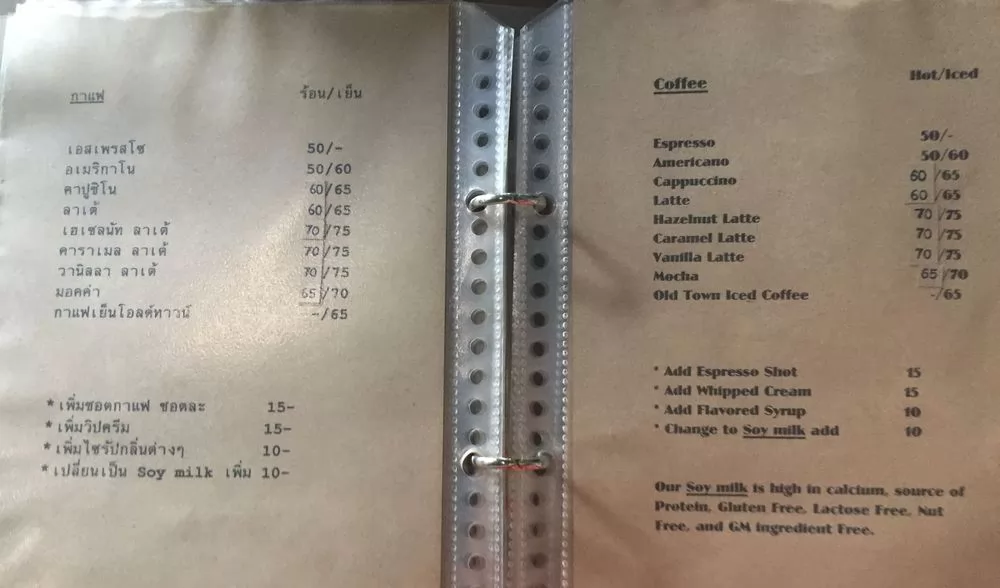 กาแฟ ร้อน/เย็น
เอสเพรสโซ 50/-
อเมริกาโน 50/60
คาปูชิโน 60/65
ลาเต้ 60/65
เฮเซลนัท ลาเต้ 70/75
คาราเมล ลาเต้ 70/75
วานิลลา ลาเต้ 70/75
มอคค่า 65/70
กาแฟเย็นโอลด์ทาวน์ -/65
*เพิ่มชอตกาแฟ ชอตละ 15-
*เพิ่มวิปครีม 15-
*เพิ่มไซรัปกลิ่นต่างๆ 10-
*เปลี่ยนเป็น Soy milk เพิ่ม 10-
Coffee Hot/Iced
Espresso 50/-
Americano 50/60
Cappuccino 60/65
Latte 60/65
Hazelnut Latte 70/75
Caramel Latte 70/75
Vanilla Latte 70/75
Mocha 65/70
Old Town Iced Coffee -/65
* Add Espresso Shot 15
* Add Whipped Cream 15
* Add Flavored Syrup 10
* Change to Soy milk add 10
Our Soy milk is high in calcium, source of
Protein, Gluten Free, Lactose Free, Nut
Free, and GM ingredient Free.